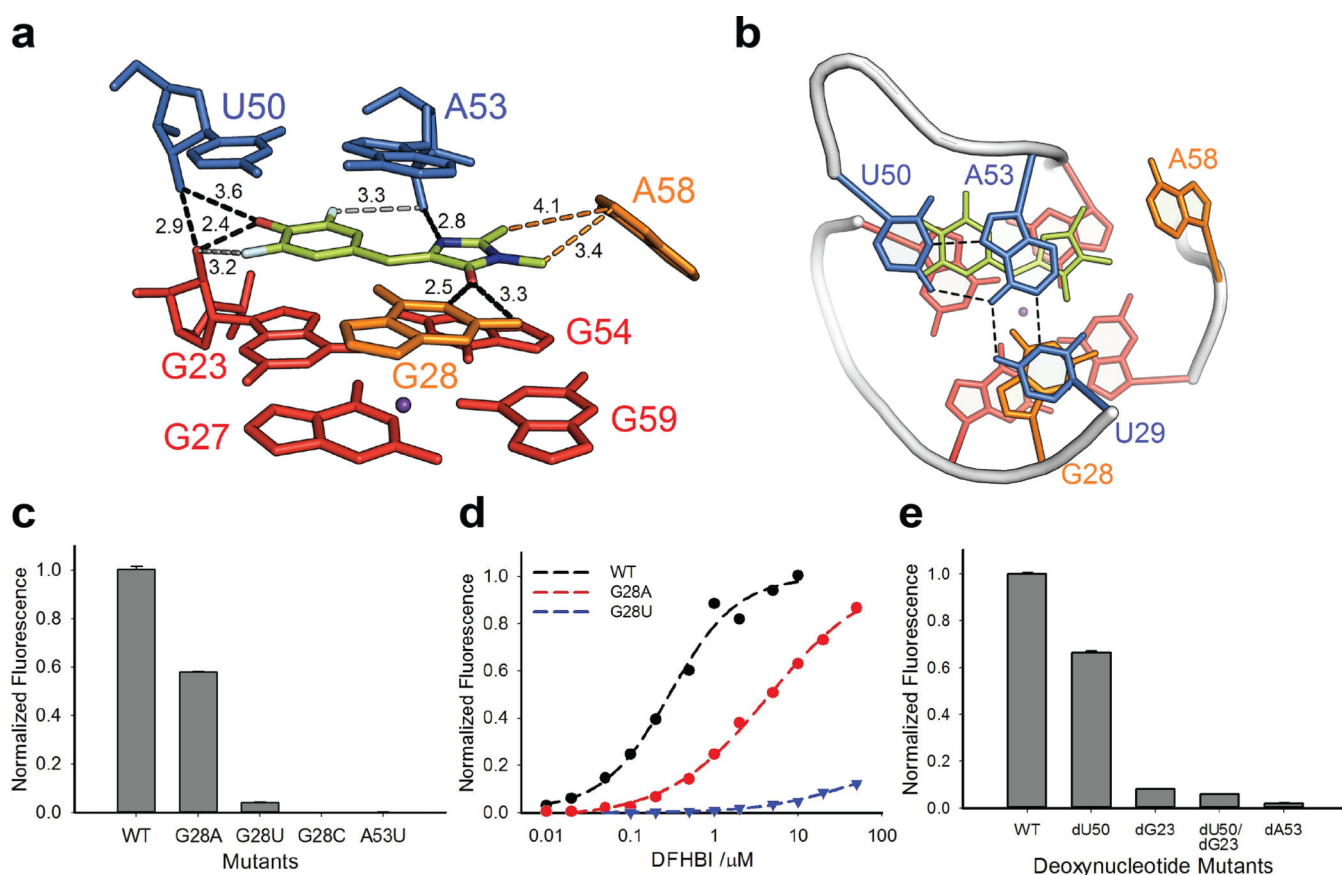 a
U50
A53
A58
3.6
3.3
4.1
2.9
2.4
2.8
3.4
3.2
2.5
3.3
G23
G28
G54
G27
G59
b
U50
A53
A58
U29
G28
c
Normalized Fluorescence
1.0
0.8
0.6
0.4
0.2
0.0
WT G28A G28U G28C A53U
Mutants
d
Normalized Fluorescence
1.0
0.8
0.6
0.4
0.2
0.0
WT
G28A
G28U
0.01 0.1 1 10 100
DFHBI /µM
e
Normalized Fluorescence
1.0
0.8
0.6
0.4
0.2
0.0
WT dU50 dG23 dU50/ dA53
dG23
Deoxynucleotide Mutants